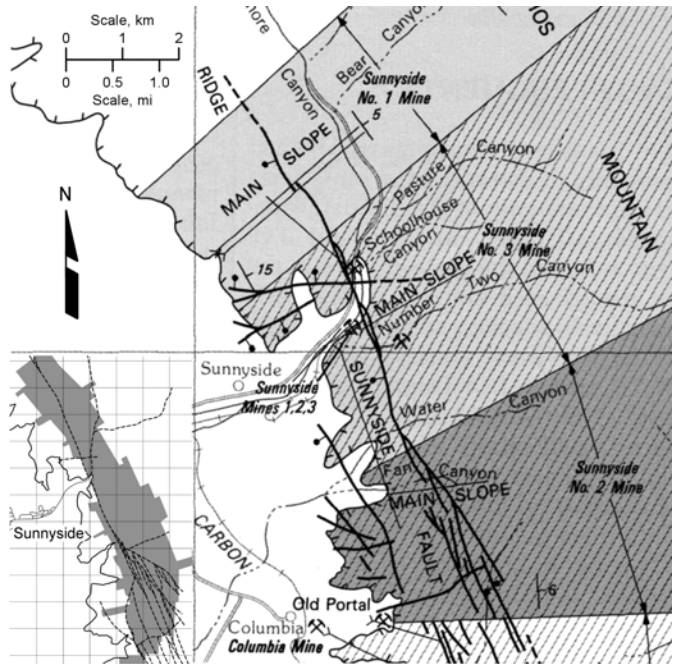 Scale, km
0 1 2
0 0.5 1.0
Scale, mi
more
Canyon
Bear
Canyon
Sunnyside
No. 1 Mine
RIDGE
5
MAIN SLOPE
Pasture
Canyon
MOUNTAIN
N
Schoolhouse
Canyon
Sunnyside
No. 3 Mine
15
MAIN SLOPE
Number Two Canyon
Sunnyside
Sunnyside
Mines 1,2,3
SUNNYSIDE
Water Canyon
7
Fan Canyon
MAIN SLOPE
Sunnyside
No. 2 Mine
Sunnyside
CARBON
FAULT
6
Old Portal
Columbia
Columbia Mine